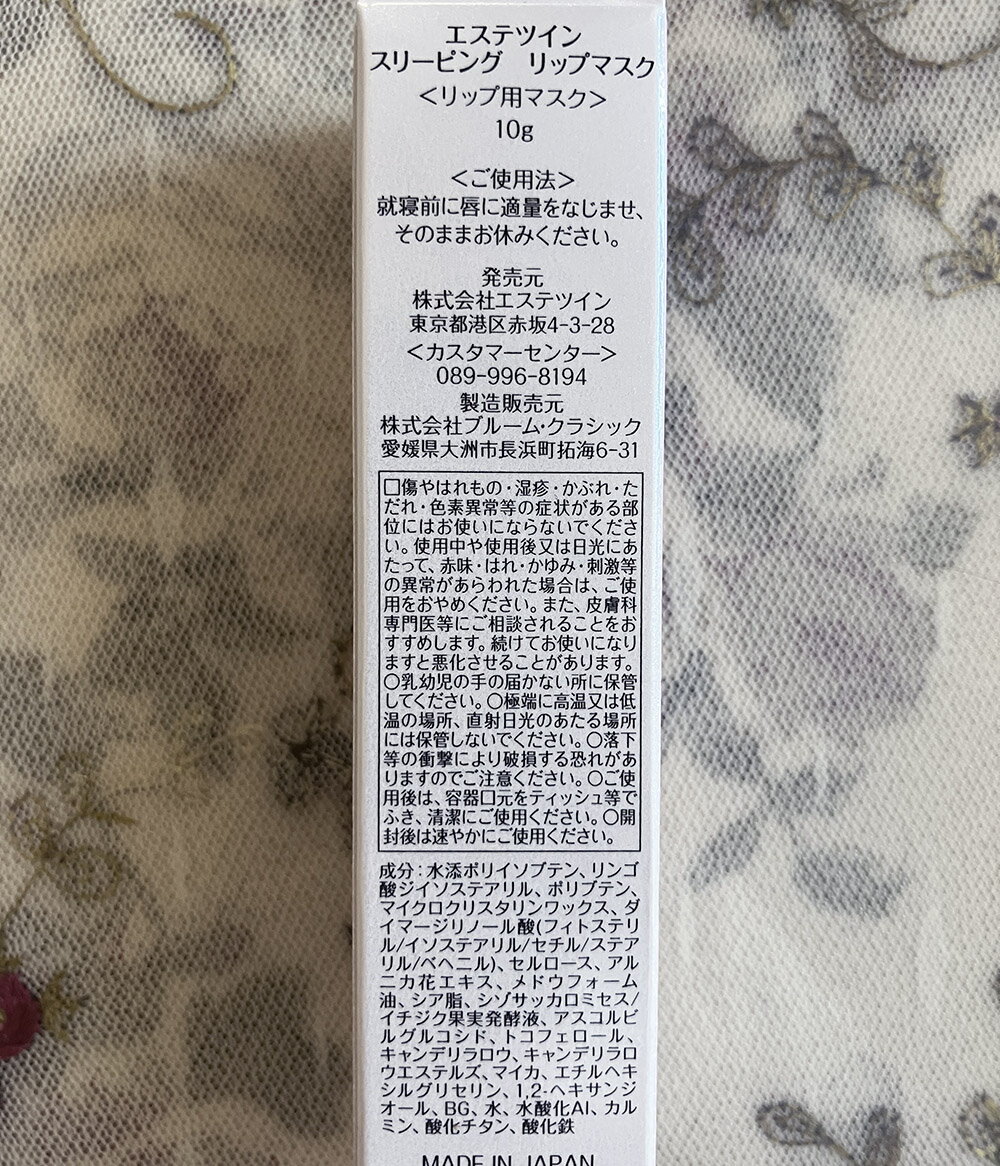 エステツイン
スリーピング　リップマスク
＜リップ用マスク＞
10g
＜ご使用法＞
就寝前に唇に適量をなじませ、
そのままお休みください。
発売元
株式会社エステツイン
東京都港区赤坂4-3-28
＜カスタマーセンター＞
089-996-8194
製造販売元
株式会社ブルーム・クラシック
愛媛県大洲市長浜町拓海6-31
□傷やはれもの・湿疹・かぶれ・た
だれ・色素異常等の症状がある部
位にはお使いにならないでくださ
い。使用中や使用後又は日光にあ
たって、赤味・はれ・かゆみ・刺激等
の異常があらわれた場合は、ご使
用をおやめください。また、皮膚科
専門医等にご相談されることをお
すすめします。続けてお使いになり
ますと悪化させることがあります。
〇乳幼児の手の届かない所に保管
してください。〇極端に高温又は低
温の場所、直射日光のあたる場所
には保管しないでください。〇落下
等の衝撃により破損する恐れがあ
りますのでご注意ください。〇ご使
用後は、容器口元をティッシュ等で
ふき、清潔にご使用ください。〇開
封後は速やかにご使用ください。
成分：水添ポリイソブテン、リンゴ
酸ジイソステアリル、ポリブテン、
マイクロクリスタリンワックス、ダ
イマージリノール酸(フィトステリ
ル/イソステアリル/セチル/ステア
リル/ベヘニル)、セルロース、アル
ニカ花エキス、メドウフォーム
油、シア脂、シゾサッカロミセス/
イチジク果実発酵液、アスコルビ
ルグルコシド、トコフェロール、
キャンデリラロウ、キャンデリラロ
ウエステルズ、マイカ、エチルヘキ
シルグリセリン、1,2-ヘキサンジ
オール、BG、水、水酸化Al、カル
ミン、酸化チタン、酸化鉄
MADE IN JAPAN